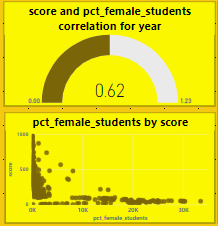 score and pct_female_students
correlation for year
0.62
0.00
1.23
pct_female_students by score
1000
500
0
score
0K
10K
20K
30K
pct_female_students